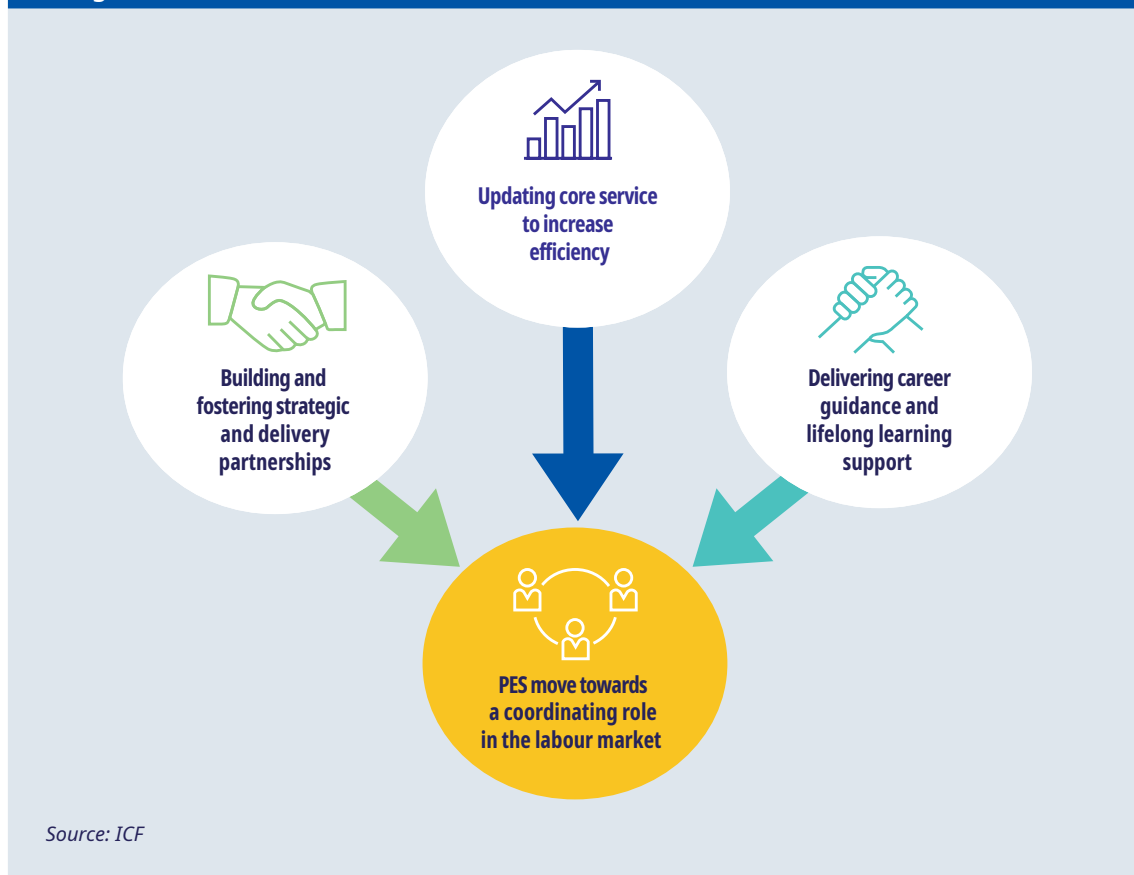 Updating core service
to increase
efficiency
Building and
fostering strategic
and delivery
partnerships
Delivering career
guidance and
lifelong learning
support
PES move towards
a coordinating role
in the labour market
Source: ICF